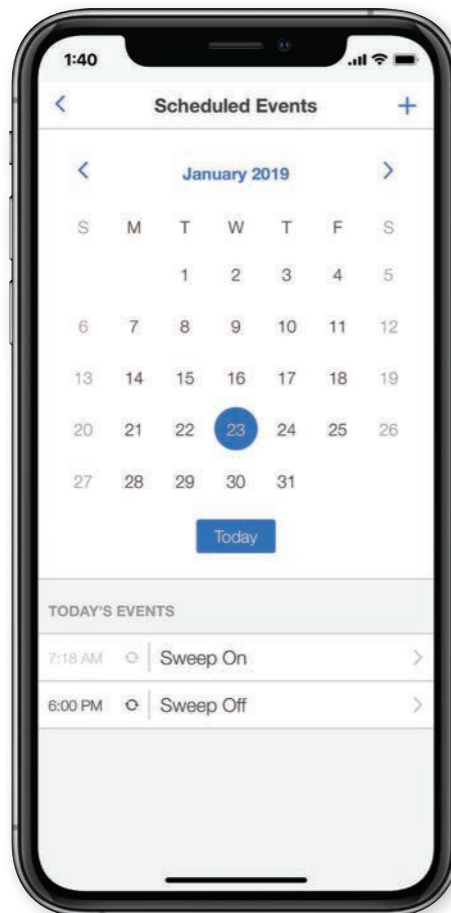 1:40
Scheduled Events
January 2019
S M T W T F S
1 2 3 4 5
6 7 8 9 10 11 12
13 14 15 16 17 18 19
20 21 22 23 24 25 26
27 28 29 30 31
Today
TODAY'S EVENTS
7:18 AM Sweep On
6:00 PM Sweep Off